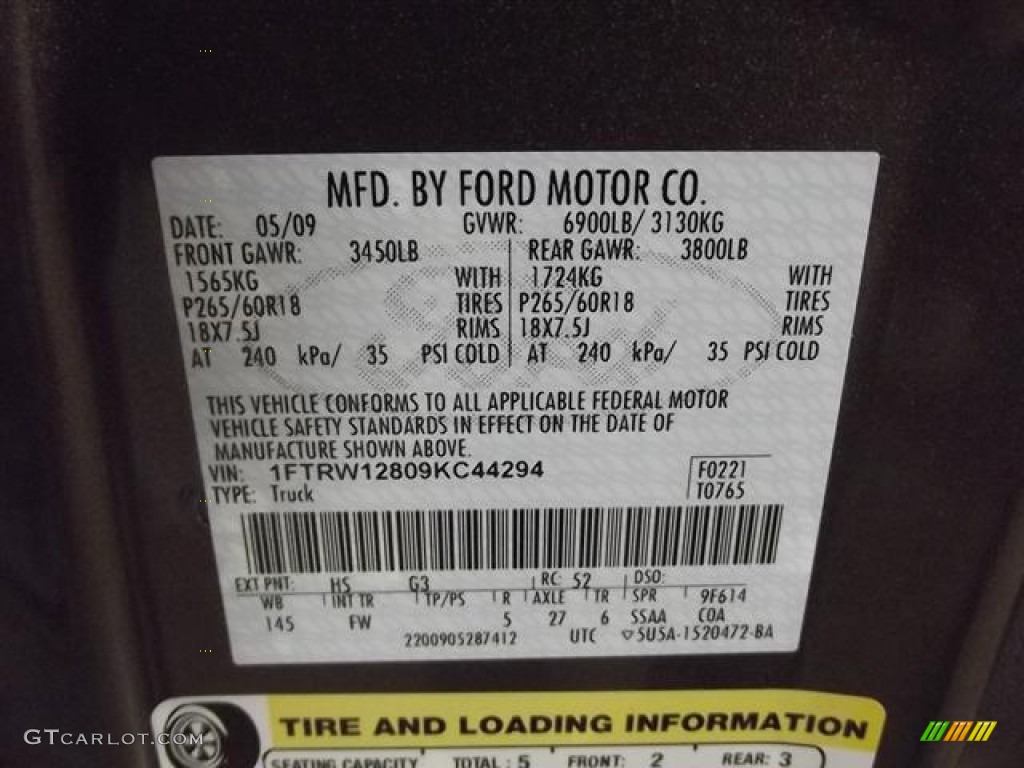 MFD. BY FORD MOTOR CO.
DATE: 05/09 GVWR: 6900LB/ 3130KG
FRONT GAWR: 3450LB REAR GAWR: 3800LB
1565KG WITH 1724KG WITH
P265/60R18 TIRES P265/60R18 TIRES
18X7.5J RIMS 18X7.5J RIMS
AT 240 kPa/ 35 PSI COLD AT 240 kPa/ 35 PSI COLD
THIS VEHICLE CONFORMS TO ALL APPLICABLE FEDERAL MOTOR
VEHICLE SAFETY STANDARDS IN EFFECT ON THE DATE OF
MANUFACTURE SHOWN ABOVE.
VIN: 1FTRW12809KC44294 F0221
TYPE: Truck T0765
EXT PNT: HS G3 RC: 52 DSO:
WB INT TR TP/PS R AXLE TR SPR 9F614
145 FW 5 27 6 SSAA COA
2200905287412 UTC ▽5U5A-1520472-BA
TIRE AND LOADING INFORMATION
SEATING CAPACITY TOTAL: 5 FRONT: 2 REAR: 3
GTCARLOT.COM